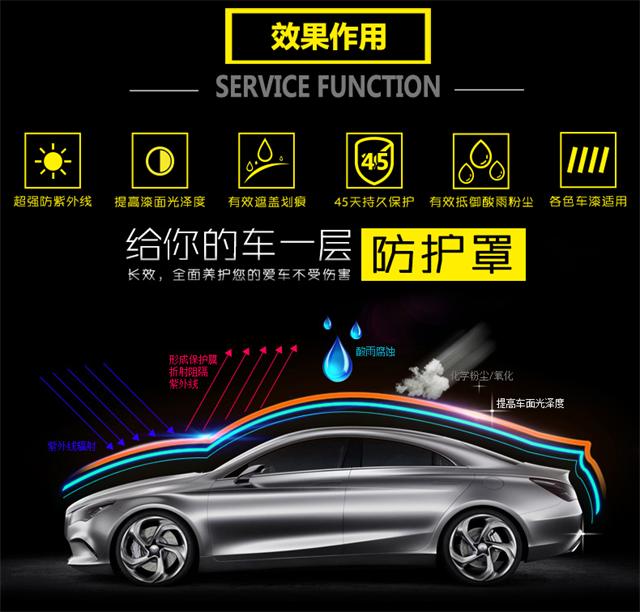 效果作用
SERVICE FUNCTION
45
超强防紫外线
提高漆面光泽度
有效遮盖划痕
45天持久保护
有效抵御酸雨粉尘
各色车漆适用
给你的车一层
防护罩
长效，全面养护您的爱车不受伤害
形成保护膜
折射阻隔
紫外线
酸雨腐蚀
化学粉尘/氧化
提高车面光泽度
紫外线辐射